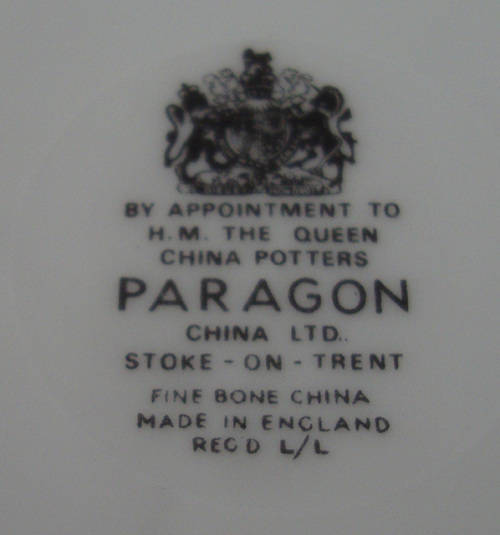 BY APPOINTMENT TO
H.M. THE QUEEN
CHINA POTTERS
PARAGON
CHINA LTD.
STOKE-ON-TRENT
FINE BONE CHINA
MADE IN ENGLAND
REG'D L/L